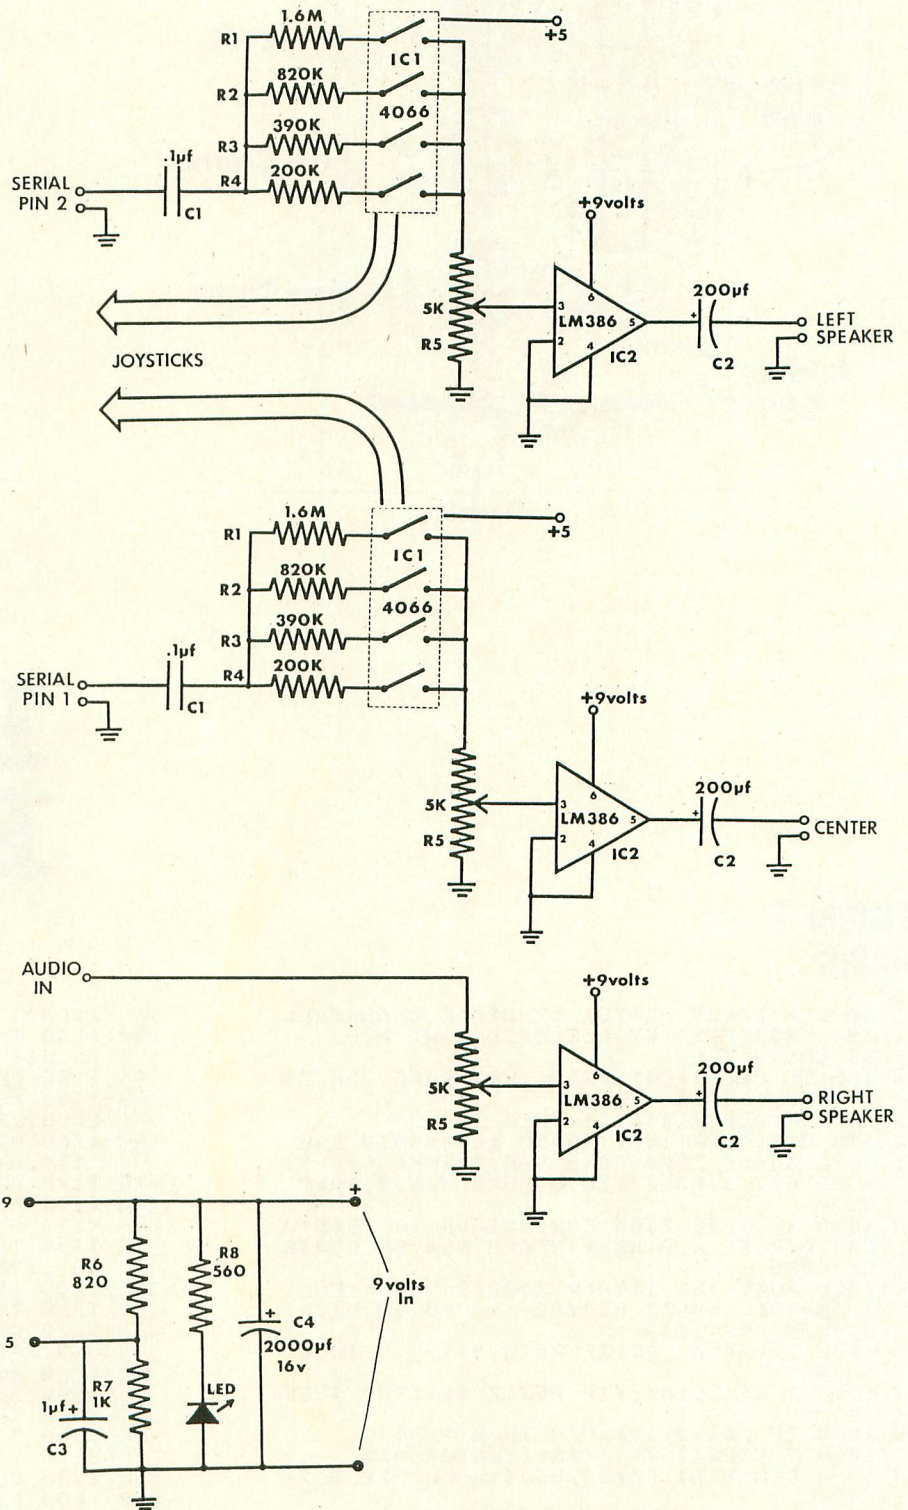 1.6M
R1
+5
IC1
820K
R2
4066
390K
R3
.1µf
200K
R4
SERIAL
PIN 2
C1
+9volts
6
200µf
5K
3
LM386
5
+
LEFT
SPEAKER
R5
2
4
IC2
C2
JOYSTICKS
1.6M
R1
+5
IC1
820K
R2
4066
390K
R3
.1µf
200K
R4
SERIAL
PIN 1
C1
+9volts
6
200µf
5K
3
LM386
5
+
CENTER
R5
2
4
IC2
C2
AUDIO
IN
+9volts
6
200µf
5K
3
LM386
5
+
RIGHT
SPEAKER
R5
2
4
IC2
C2
9
+
R6
820
R8
560
9volts
In
+
C4
2000µf
16v
5
R7
1K
LED
1µf+
C3